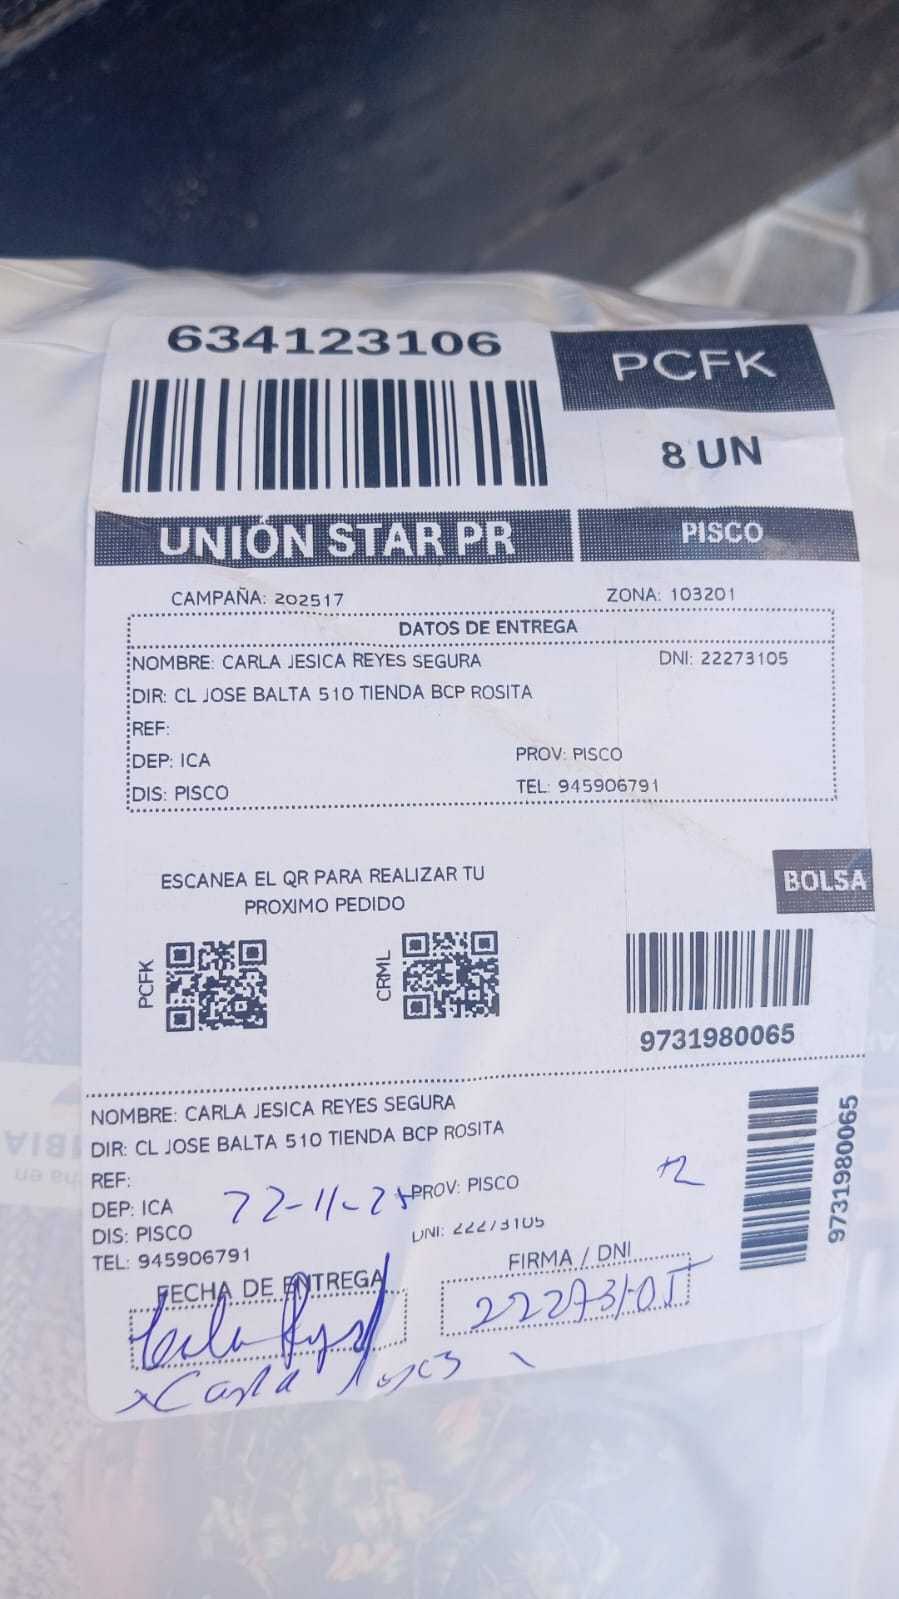 634123106
PCFK
8 UN
UNIÓN STAR PR
PISCO
CAMPAÑA: 202517
ZONA: 103201
DATOS DE ENTREGA
NOMBRE: CARLA JESICA REYES SEGURA
DNI: 22273105
DIR: CL JOSE BALTA 510 TIENDA BCP ROSITA
REF:
DEP: ICA
PROV: PISCO
DIS: PISCO
TEL: 945906791
ESCANEA EL QR PARA REALIZAR TU
PROXIMO PEDIDO
BOLSA
PCFK
CRML
9731980065
NOMBRE: CARLA JESICA REYES SEGURA
DIR: CL JOSE BALTA 510 TIENDA BCP ROSITA
REF:
DEP: ICA
22-11-25
PROV: PISCO
DIS: PISCO
DNI: 22273105
TEL: 945906791
9731980065
FECHA DE ENTREGA
FIRMA / DNI
22273105
Carla